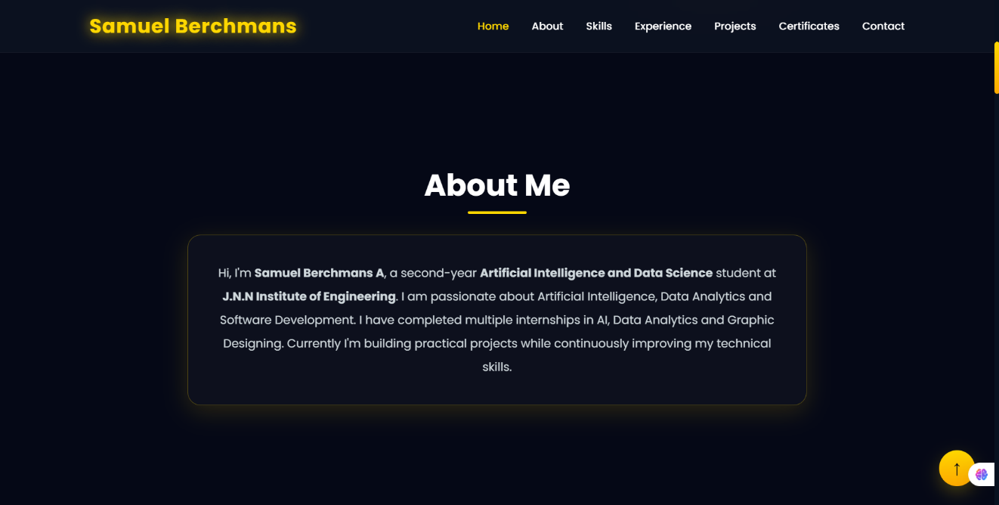 Samuel Berchmans
Home About Skills Experience Projects Certificates Contact
About Me
Hi, I'm Samuel Berchmans A, a second-year Artificial Intelligence and Data Science student at
J.N.N Institute of Engineering. I am passionate about Artificial Intelligence, Data Analytics and
Software Development. I have completed multiple internships in AI, Data Analytics and Graphic
Designing. Currently I'm building practical projects while continuously improving my technical
skills.
↑